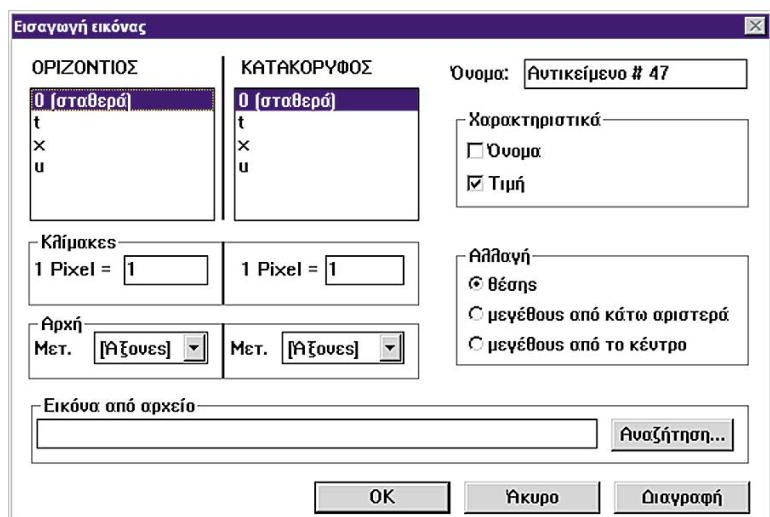 Εισαγωγή εικόνας
ΟΡΙΖΟΝΤΙΟΣ
0 (σταθερά)
t
x
u
ΚΑΤΑΚΟΡΥΦΟΣ
0 (σταθερά)
t
x
u
Όνομα: Αντικείμενο # 47
Χαρακτηριστικά
Όνομα
Τιμή
Κλίμακες
1 Pixel = 1
1 Pixel = 1
Αρχή
Μετ. [Άξονες]
Μετ. [Άξονες]
Αλλαγή
θέσης
μεγέθους από κάτω αριστερά
μεγέθους από το κέντρο
Εικόνα από αρχείο
Αναζήτηση...
OK
Άκυρο
Διαγραφή